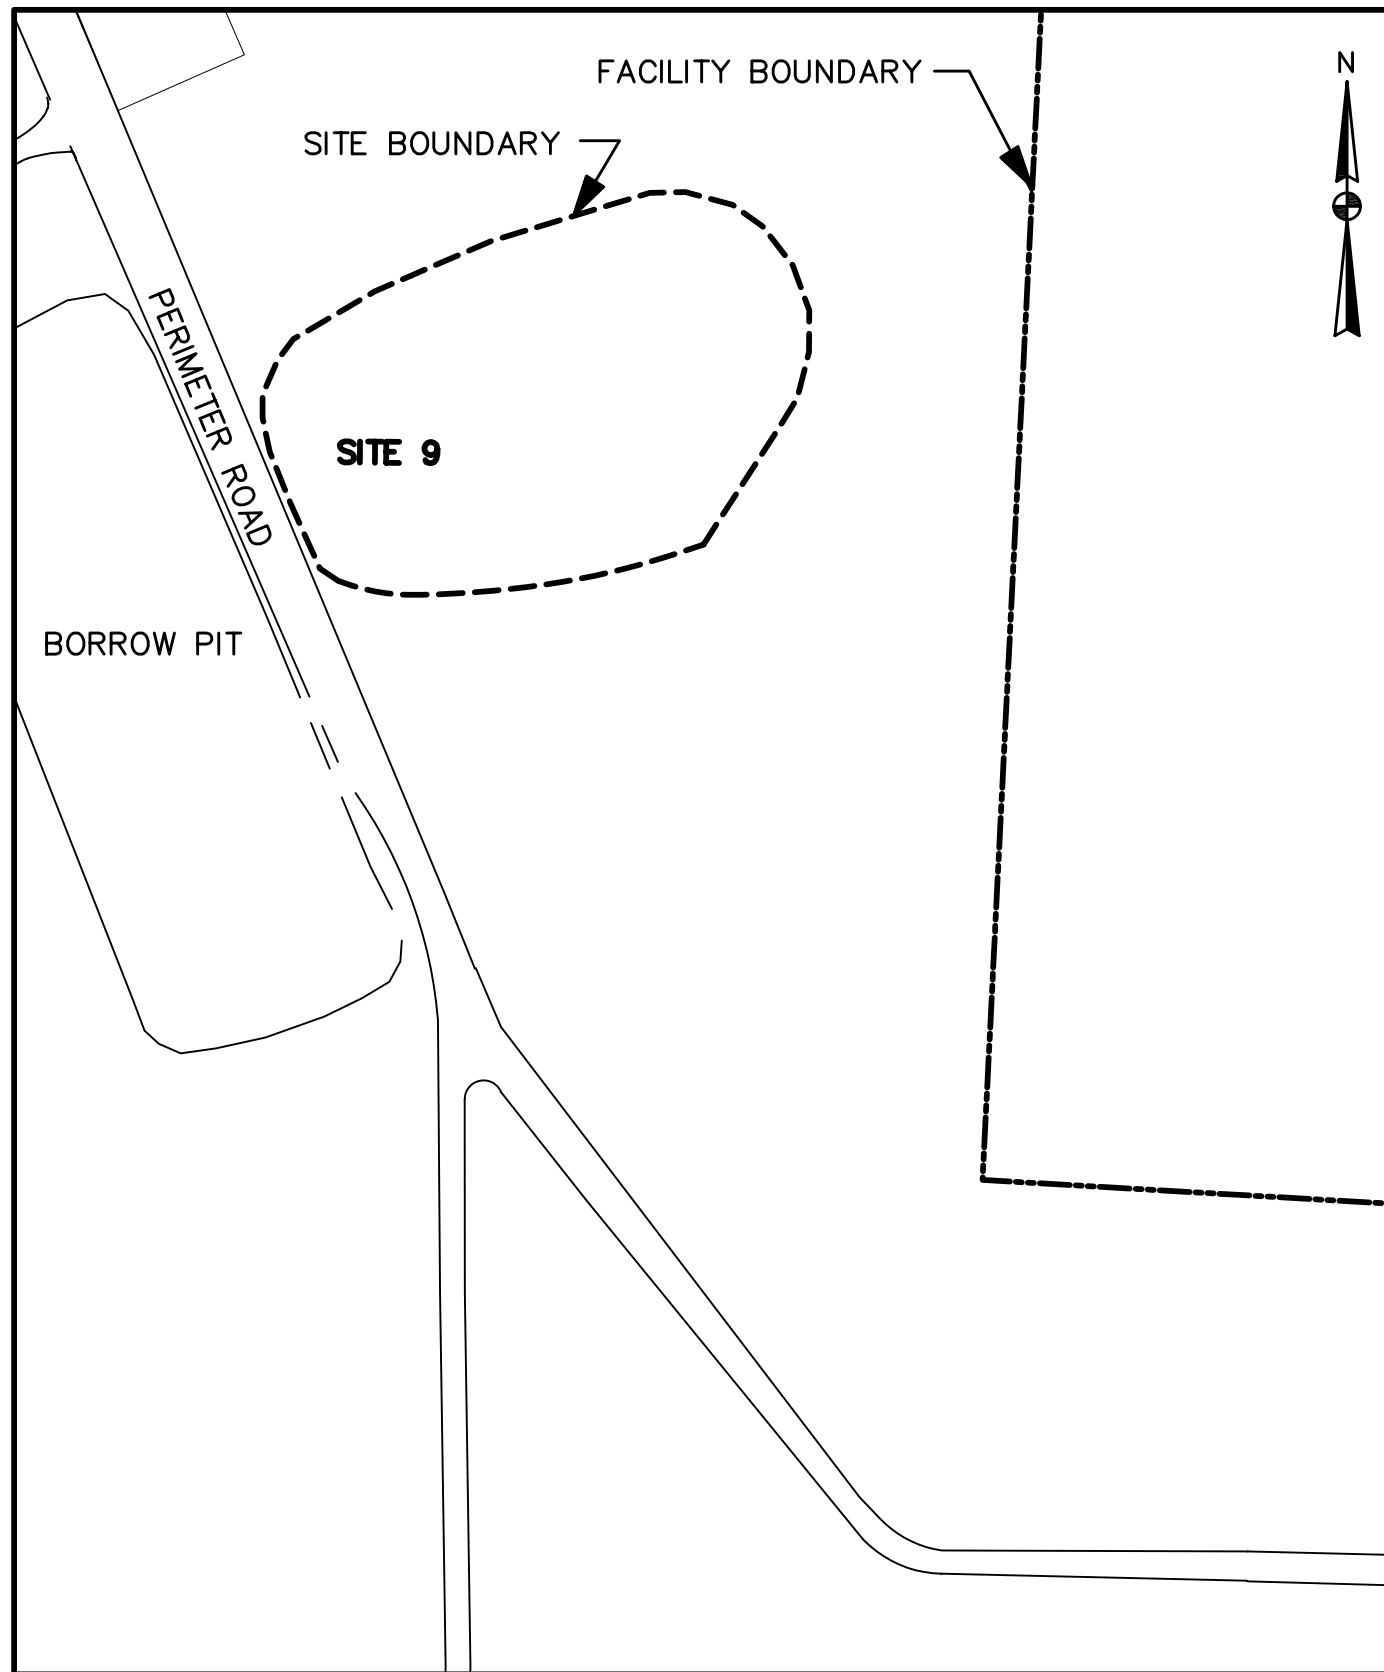 FACILITY BOUNDARY
N
SITE BOUNDARY
PERIMETER ROAD
SITE 9
BORROW PIT